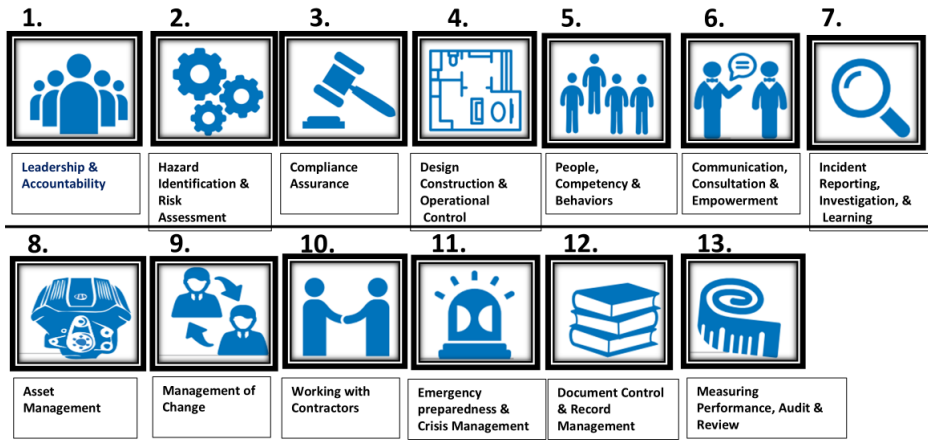 1.
2.
3.
4.
5.
6.
7.
Leadership &
Accountability
Hazard
Identification &
Risk
Assessment
Compliance
Assurance
Design
Construction &
Operational
Control
People,
Competency &
Behaviors
Communication,
Consultation &
Empowerment
Incident
Reporting,
Investigation, &
Learning
8.
9.
10.
11.
12.
13.
Asset
Management
Management of
Change
Working with
Contractors
Emergency
preparedness &
Crisis Management
Document Control
& Record
Management
Measuring
Performance, Audit &
Review